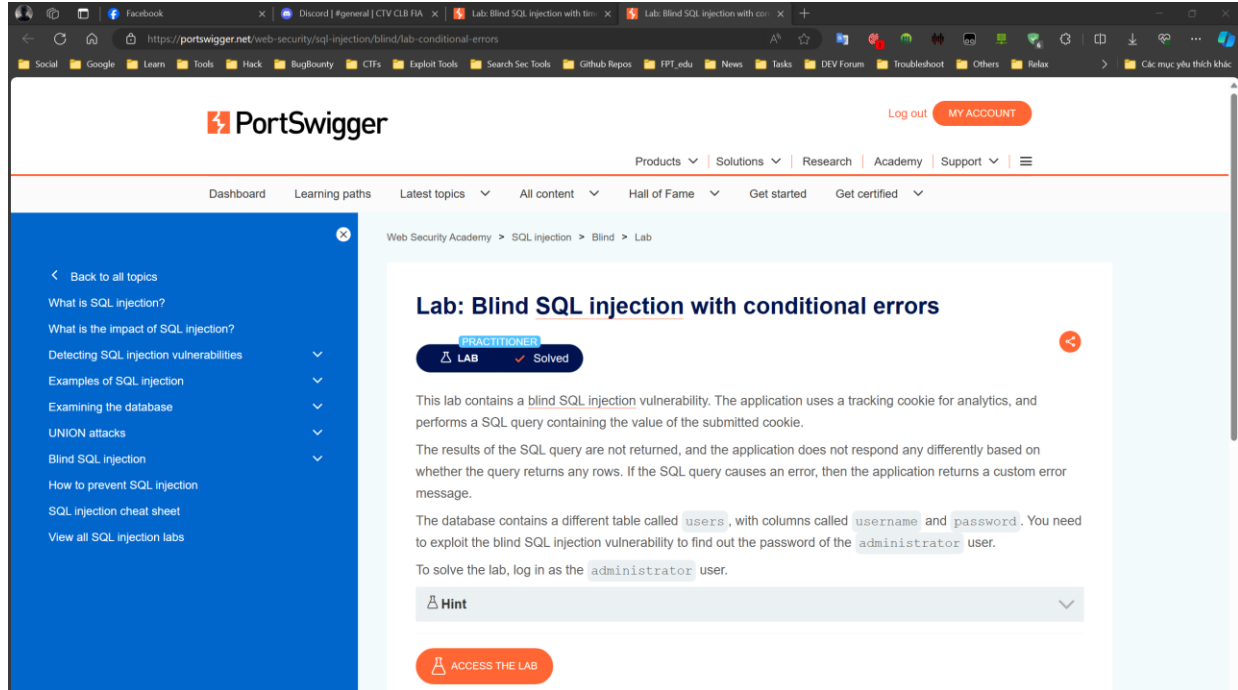 Facebook
Discord | #general | CTV CLB FIA
Lab: Blind SQL injection with tim
Lab: Blind SQL injection with con
https://portswigger.net/web-security/sql-injection/blind/lab-conditional-errors
Social Google Learn Tools Hack BugBounty CTFs Exploit Tools Search Sec Tools Github Repos FPT_edu News Tasks DEV Forum Troubleshoot Others Relax Các mục yêu thích khác
PortSwigger
Log out MY ACCOUNT
Products Solutions Research Academy Support
Dashboard Learning paths Latest topics All content Hall of Fame Get started Get certified
Web Security Academy > SQL injection > Blind > Lab
Back to all topics
What is SQL injection?
What is the impact of SQL injection?
Detecting SQL injection vulnerabilities
Examples of SQL injection
Examining the database
UNION attacks
Blind SQL injection
How to prevent SQL injection
SQL injection cheat sheet
View all SQL injection labs
Lab: Blind SQL injection with conditional errors
PRACTITIONER
LAB Solved
This lab contains a blind SQL injection vulnerability. The application uses a tracking cookie for analytics, and
performs a SQL query containing the value of the submitted cookie.
The results of the SQL query are not returned, and the application does not respond any differently based on
whether the query returns any rows. If the SQL query causes an error, then the application returns a custom error
message.
The database contains a different table called users, with columns called username and password. You need
to exploit the blind SQL injection vulnerability to find out the password of the administrator user.
To solve the lab, log in as the administrator user.
Hint
ACCESS THE LAB